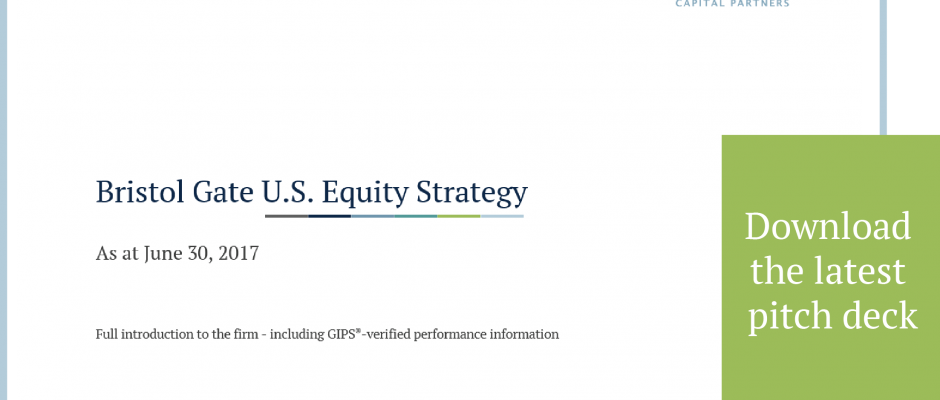 CAPITAL PARTNERS
Bristol Gate U.S. Equity Strategy
As at June 30, 2017
Full introduction to the firm - including GIPS®-verified performance information
Download
the latest
pitch deck